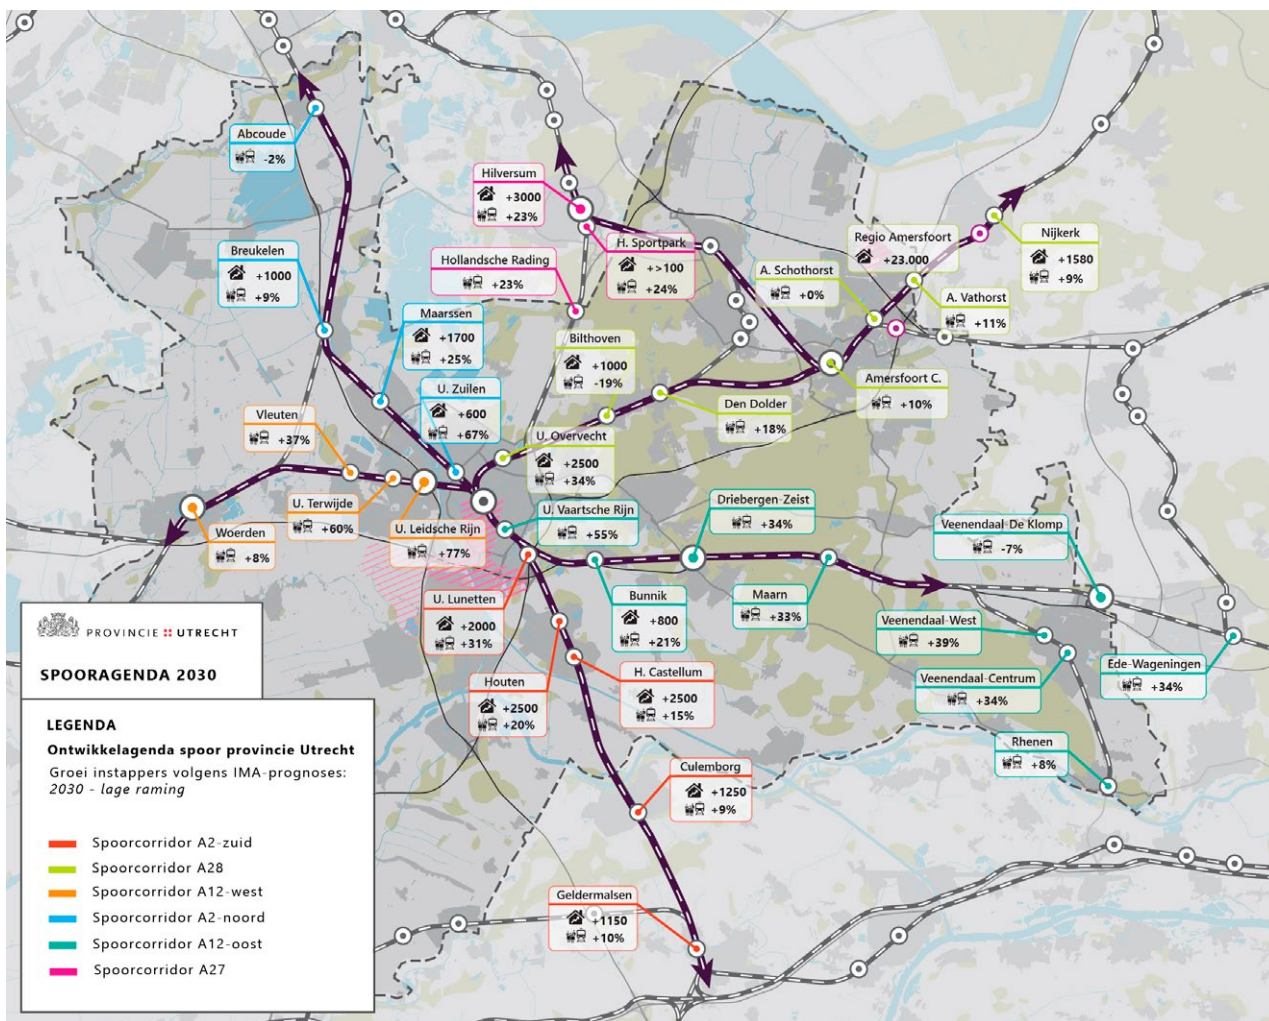 Abcoude
-2%
Hilversum
+3000
+23%
H. Sportpark
+>100
+24%
Regio Amersfoort
+23.000
Nijkerk
+1580
+9%
Breukelen
+1000
+9%
Hollandsche Rading
+23%
A. Schothorst
+0%
A. Vathorst
+11%
Maarssen
+1700
+25%
Bilthoven
+1000
-19%
U. Zuilen
+600
+67%
Den Dolder
+18%
Amersfoort C.
+10%
Vleuten
+37%
U. Overvecht
+2500
+34%
U. Terwijde
+60%
U. Leidsche Rijn
+77%
U. Vaartsche Rijn
+55%
Driebergen-Zeist
+34%
Veenendaal-De Klomp
-7%
Woerden
+8%
U. Lunetten
+2000
+31%
Bunnik
+800
+21%
Maarn
+33%
Veenendaal-West
+39%
Veenendaal-Centrum
+34%
Ede-Wageningen
+34%
Houten
+2500
+20%
H. Castellum
+2500
+15%
Rhenen
+8%
Culemborg
+1250
+9%
Geldermalsen
+1150
+10%
PROVINCIE UTRECHT
SPOORAGENDA 2030
LEGENDA
Ontwikkelagenda spoor provincie Utrecht
Groei instappers volgens IMA-prognoses:
2030 - lage raming
Spoorcorridor A2-zuid
Spoorcorridor A28
Spoorcorridor A12-west
Spoorcorridor A2-noord
Spoorcorridor A12-oost
Spoorcorridor A27